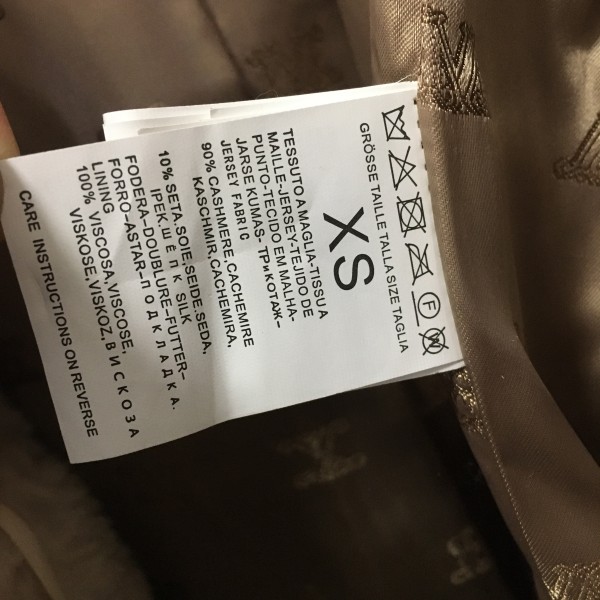 GRÖSSE TAILLE TALLA SIZE TAGLIA
XS
TESSUTO A MAGLIA-TISSU A
MAILLE-JERSEY-TEJIDO DE
PUNTO-TECIDO EM MALHA-
JARSE KUMAS- ТРиКОТАЖ-
JERSEY FABRIC
90% CASHMERE,CACHEMIRE
KASCHMIR,CACHEMIRA,
10% SETA,SOIE,SEIDE,SEDA,
IPEK,ШЁПК SILK
FODERA-DOUBLURE-FUTTER-
FORRO-ASTAR-ПОДКЛАДКА.
LINING
100% VISCOSA,VISCOSE,
VISKOSE,VISKOZ,ВИСКОЗА
CARE INSTRUCTIONS ON REVERSE
F
W